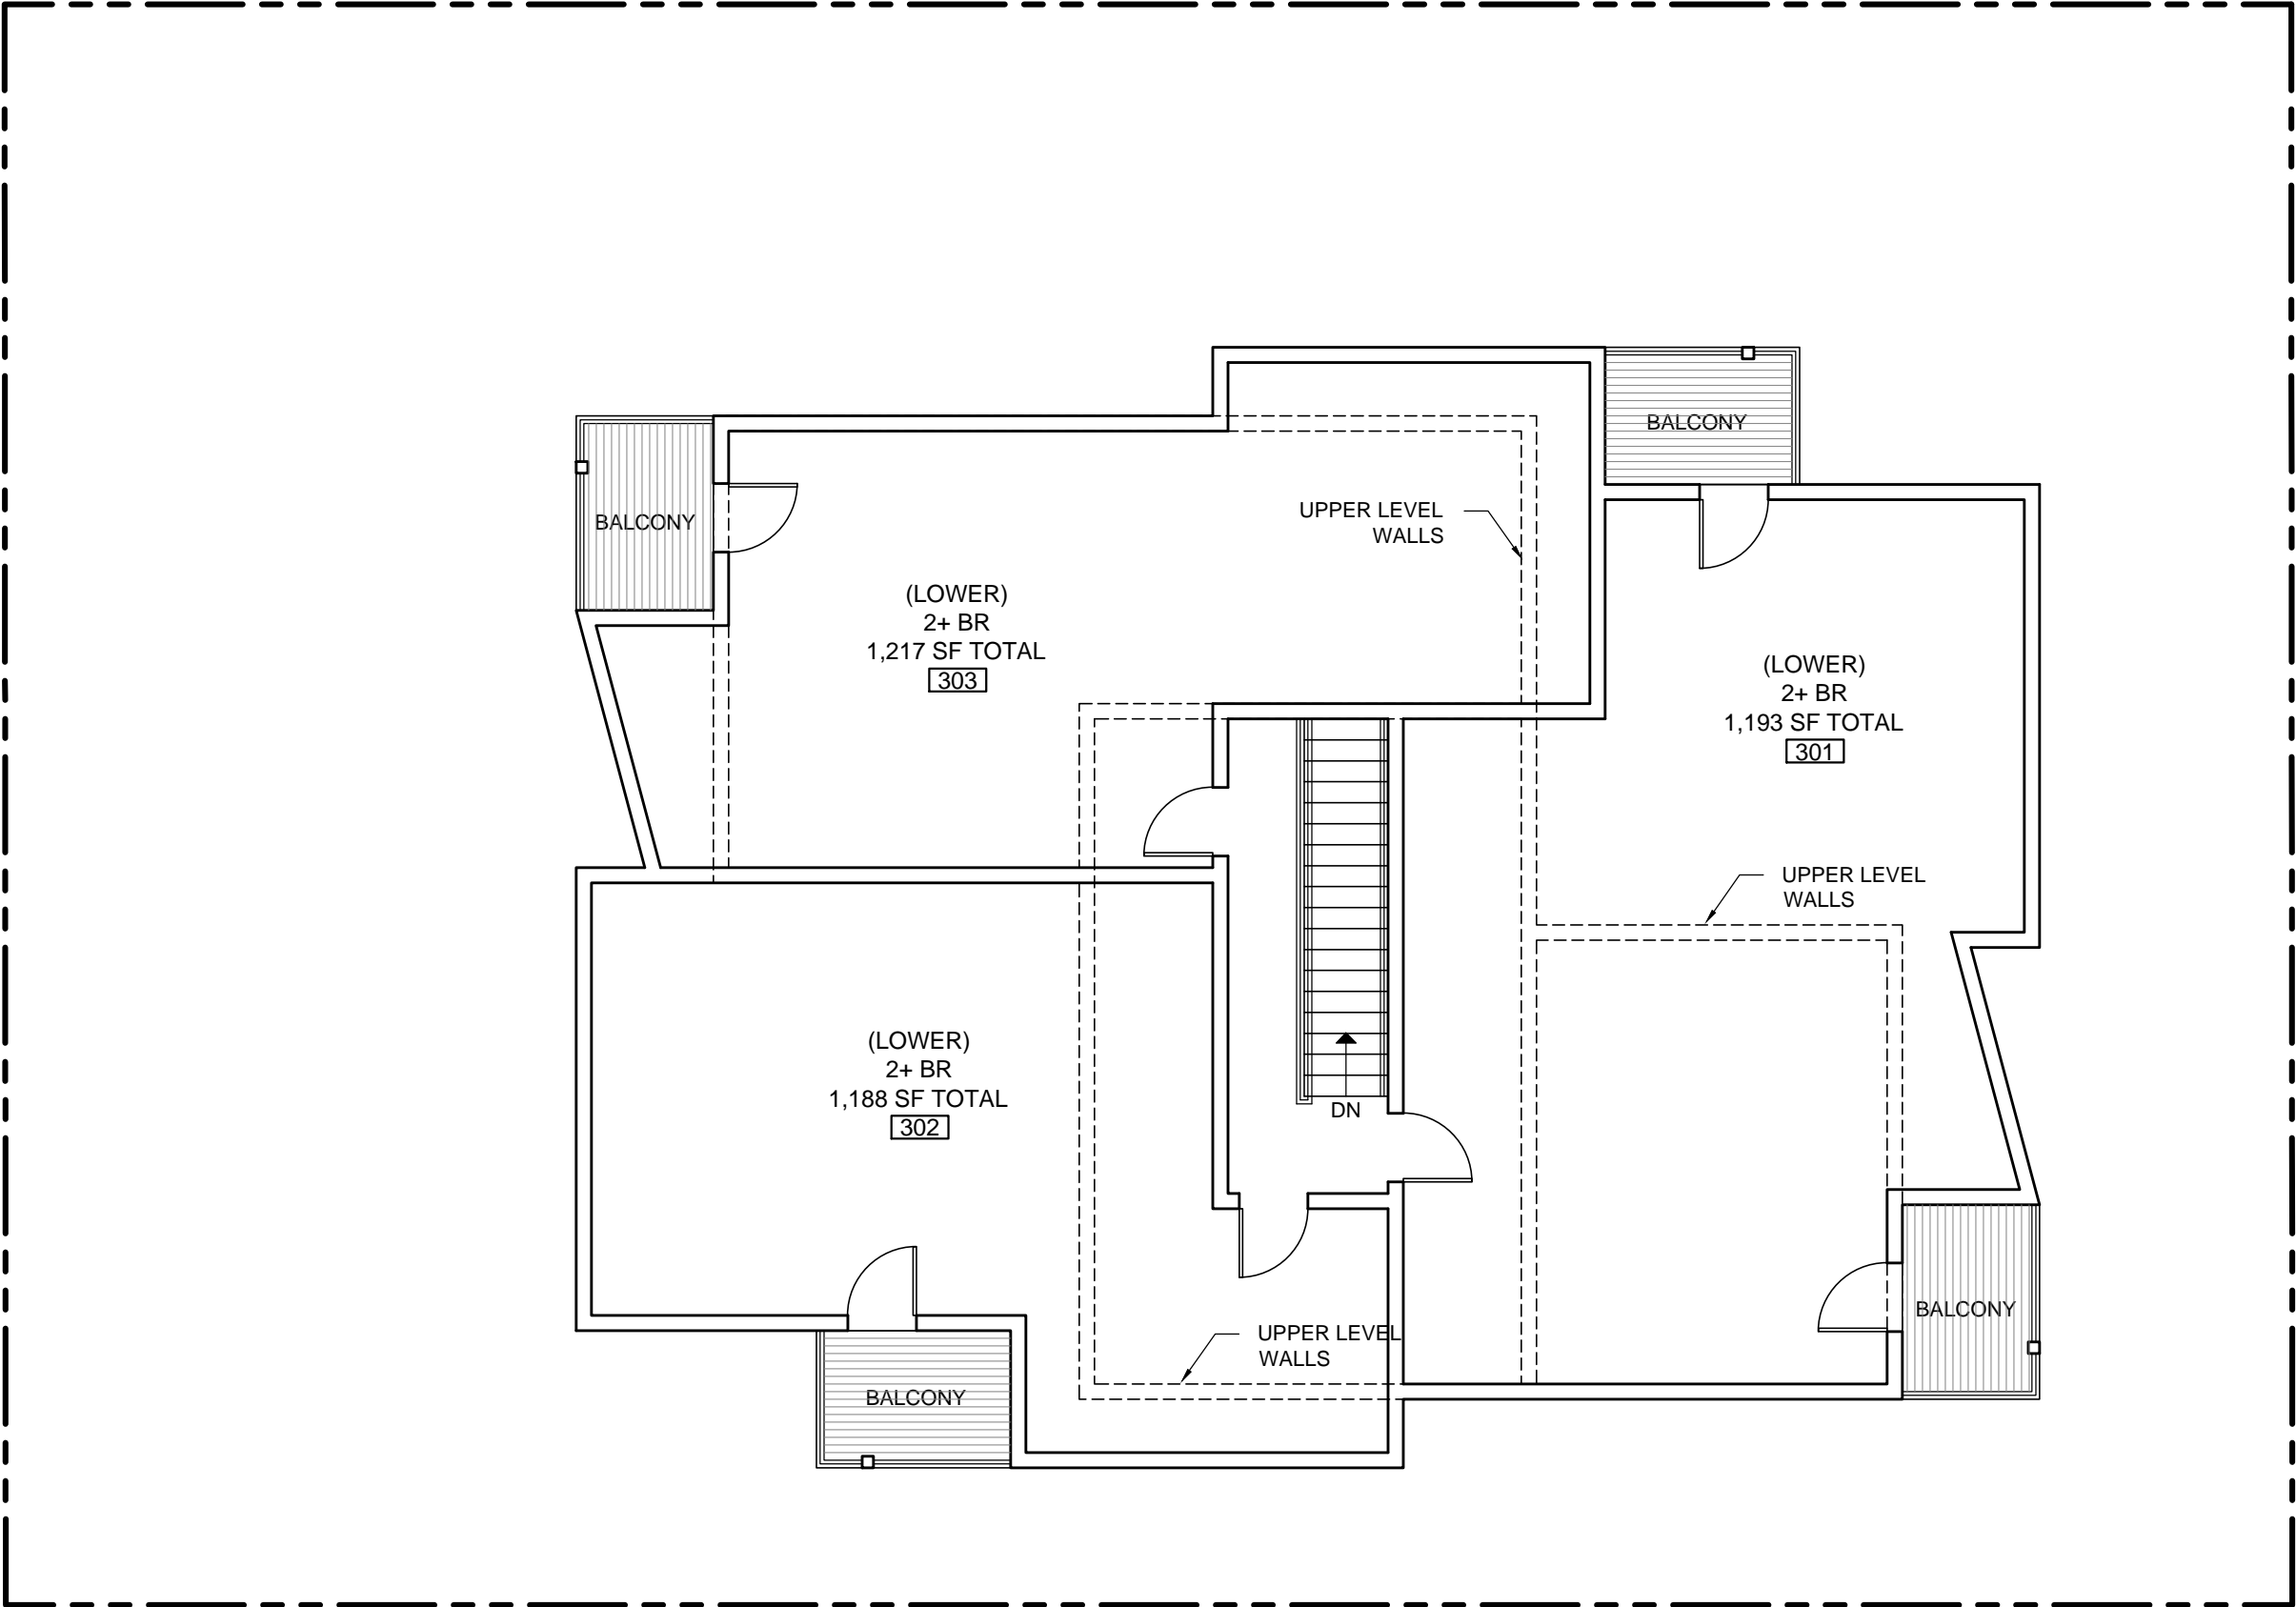 BALCONY
BALCONY
UPPER LEVEL
WALLS
(LOWER)
2+ BR
1,217 SF TOTAL
303
(LOWER)
2+ BR
1,193 SF TOTAL
301
UPPER LEVEL
WALLS
(LOWER)
2+ BR
1,188 SF TOTAL
302
DN
BALCONY
UPPER LEVEL
WALLS
BALCONY